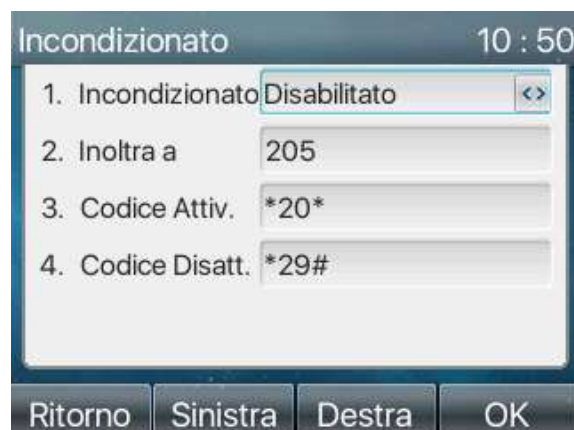 Incondizionato 10 : 50
1. Incondizionato Disabilitato <>
2. Inoltra a 205
3. Codice Attiv. *20*
4. Codice Disatt. *29#
Ritorno Sinistra Destra OK